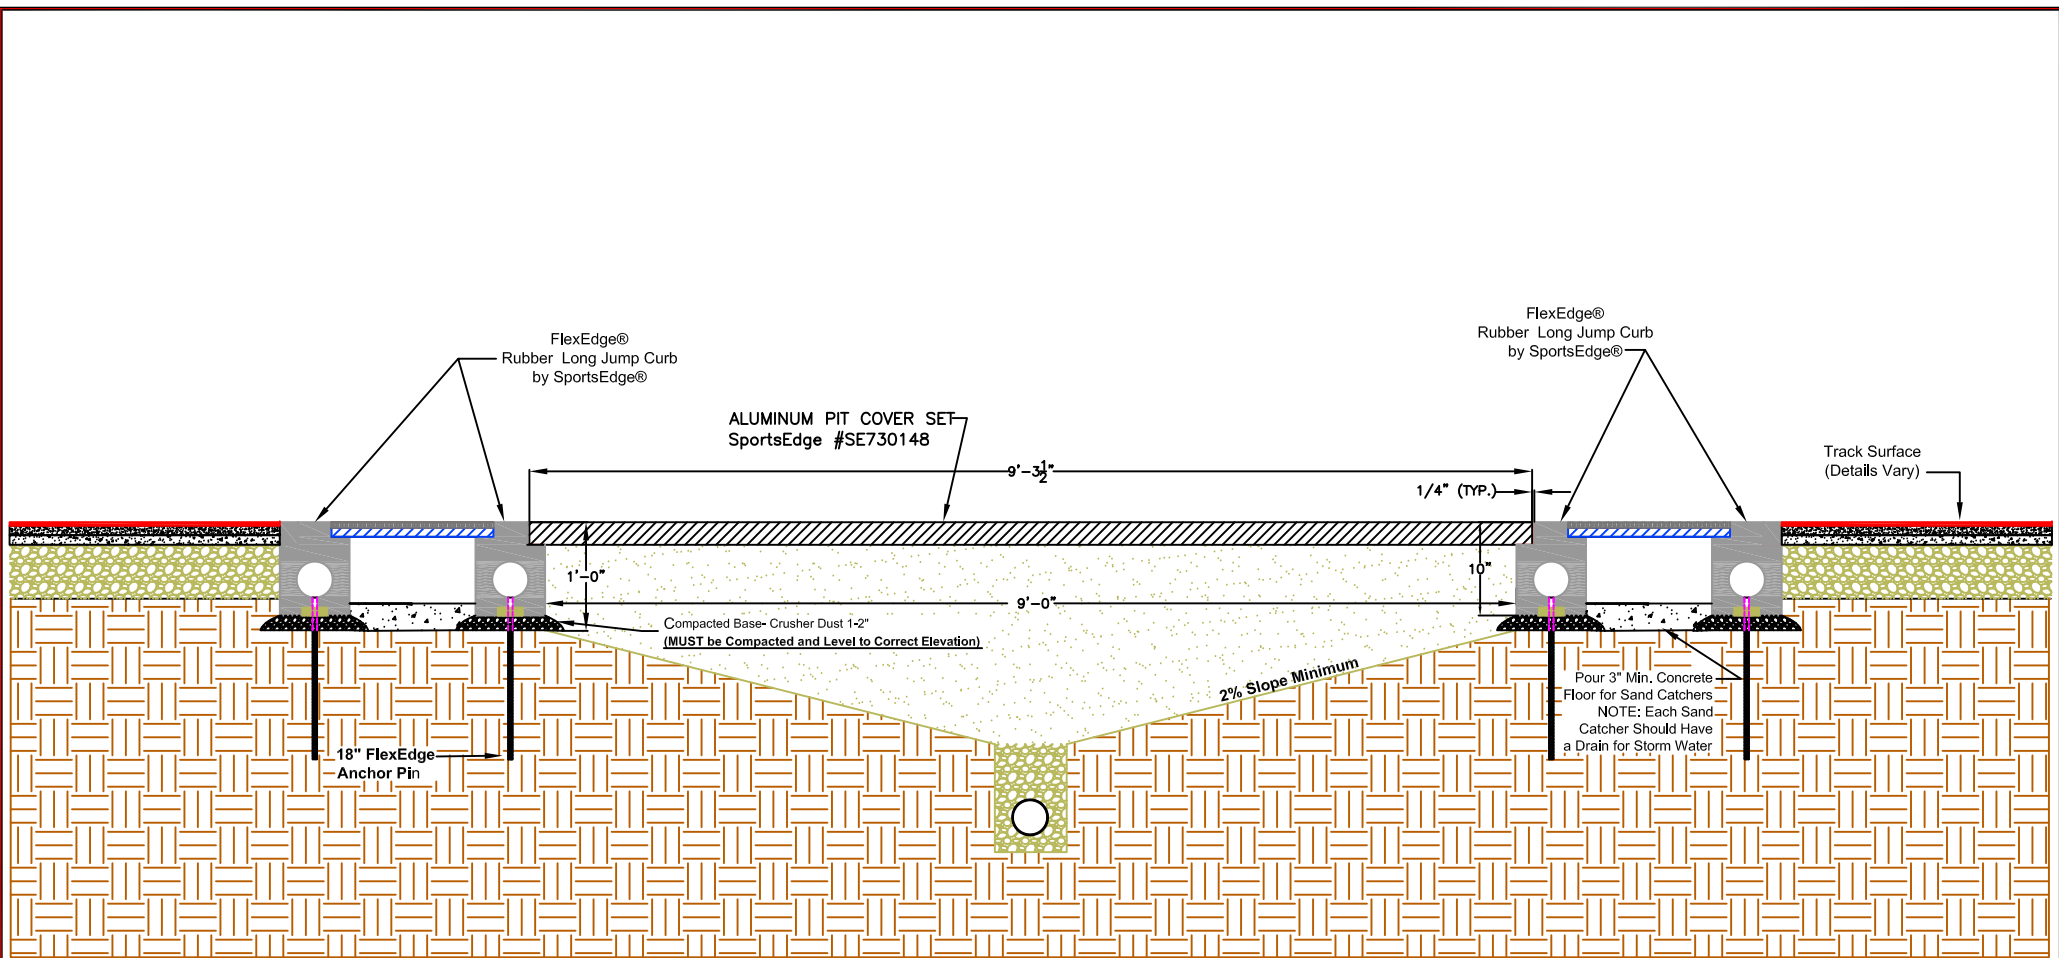 FlexEdge®
Rubber Long Jump Curb
by SportsEdge®
FlexEdge®
Rubber Long Jump Curb
by SportsEdge®
ALUMINUM PIT COVER SET
SportsEdge #SE730148
9'-3 1/2"
1/4" (TYP.)
Track Surface
(Details Vary)
1'-0"
10"
9'-0"
Compacted Base- Crusher Dust 1-2"
(MUST be Compacted and Level to Correct Elevation)
2% Slope Minimum
Pour 3" Min. Concrete
Floor for Sand Catchers
NOTE: Each Sand
Catcher Should Have
a Drain for Storm Water
18" FlexEdge
Anchor Pin